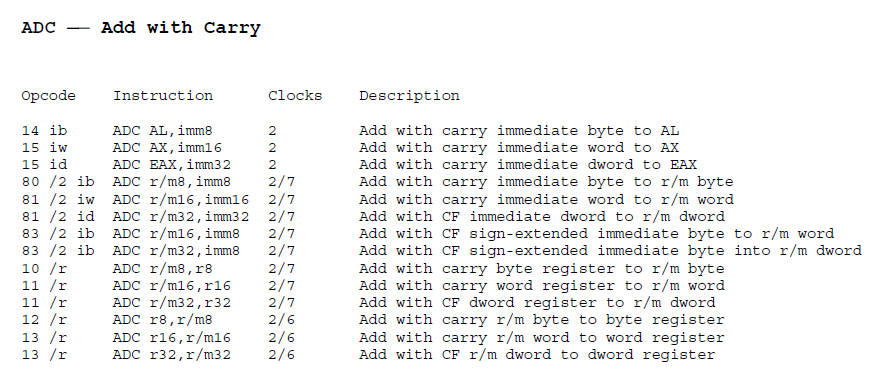 ADC — Add with Carry
Opcode Instruction Clocks Description
14 ib ADC AL,imm8 2 Add with carry immediate byte to AL
15 iw ADC AX,imm16 2 Add with carry immediate word to AX
15 id ADC EAX,imm32 2 Add with carry immediate dword to EAX
80 /2 ib ADC r/m8,imm8 2/7 Add with carry immediate byte to r/m byte
81 /2 iw ADC r/m16,imm16 2/7 Add with carry immediate word to r/m word
81 /2 id ADC r/m32,imm32 2/7 Add with CF immediate dword to r/m dword
83 /2 ib ADC r/m16,imm8 2/7 Add with CF sign-extended immediate byte to r/m word
83 /2 ib ADC r/m32,imm8 2/7 Add with CF sign-extended immediate byte into r/m dword
10 /r ADC r/m8,r8 2/7 Add with carry byte register to r/m byte
11 /r ADC r/m16,r16 2/7 Add with carry word register to r/m word
11 /r ADC r/m32,r32 2/7 Add with CF dword register to r/m dword
12 /r ADC r8,r/m8 2/6 Add with carry r/m byte to byte register
13 /r ADC r16,r/m16 2/6 Add with carry r/m word to word register
13 /r ADC r32,r/m32 2/6 Add with CF r/m dword to dword register